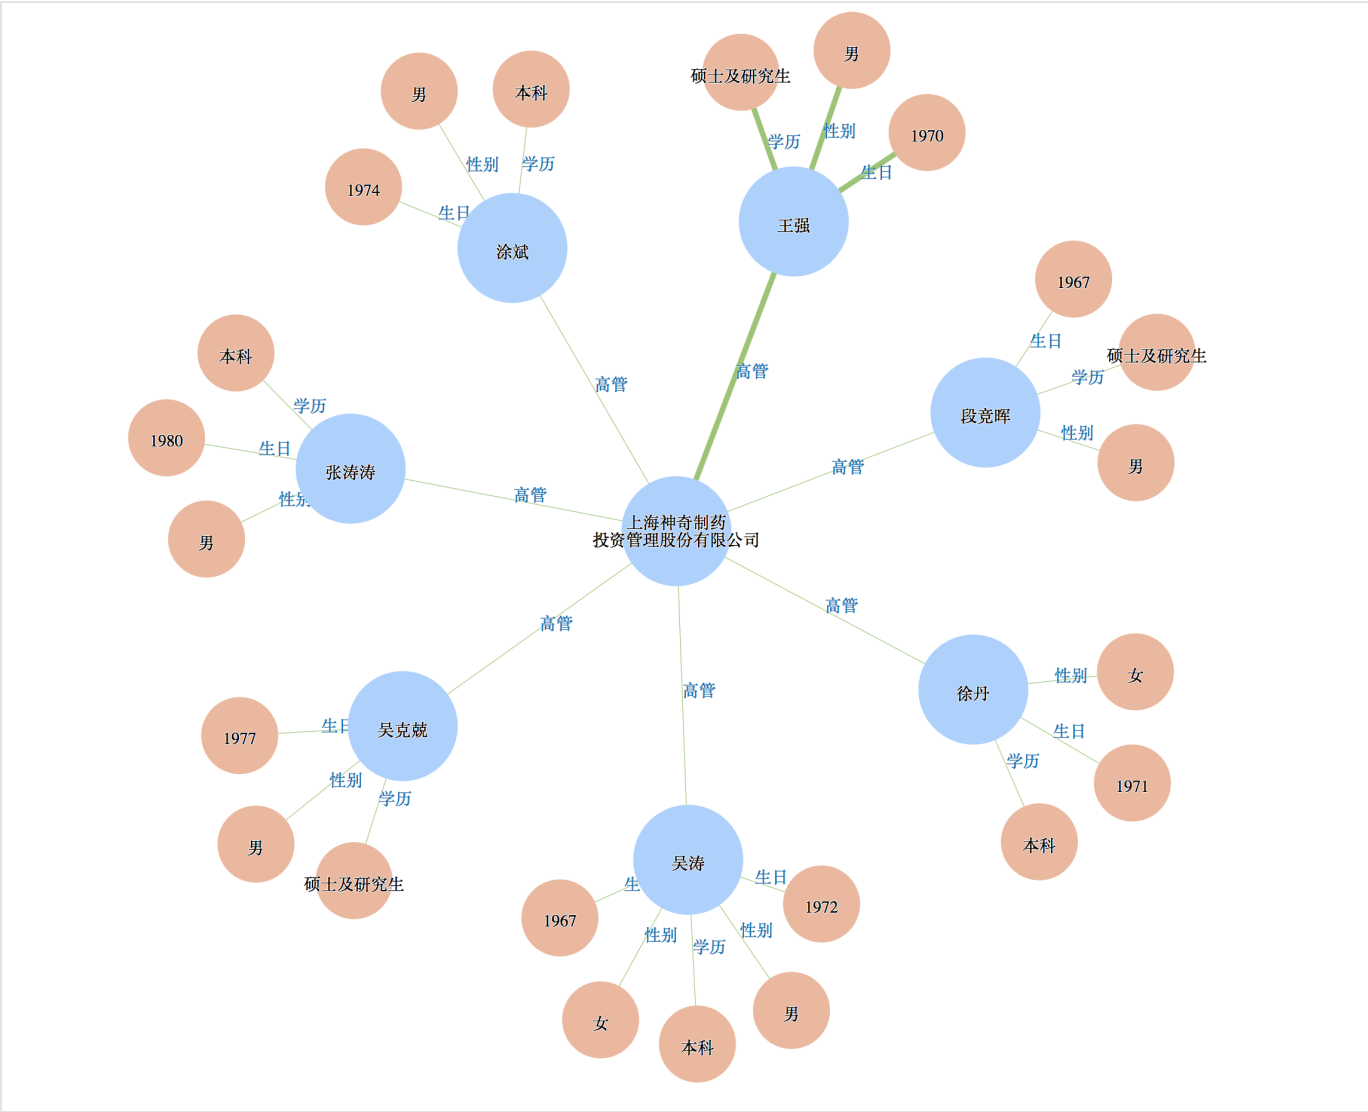 硕士及研究生
男
1970
学历
性别
生日
王强
男
本科
1974
性别
学历
生日
涂斌
高管
高管
1967
硕士及研究生
男
生日
学历
性别
段竞晖
高管
本科
1980
男
学历
生日
性别
张涛涛
高管
上海神奇制药
投资管理股份有限公司
高管
女
1971
本科
性别
生日
学历
徐丹
高管
1977
男
硕士及研究生
生日
性别
学历
吴克兢
高管
吴涛
生
生日
性别
学历
性别
1967
1972
女
本科
男